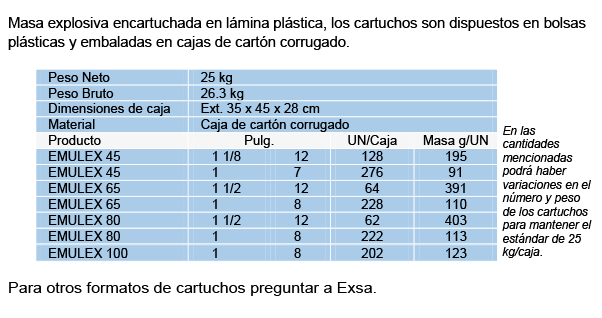 Masa explosiva encartuchada en lámina plástica, los cartuchos son dispuestos en bolsas
plásticas y embaladas en cajas de cartón corrugado.
Peso Neto 25 kg
Peso Bruto 26.3 kg
Dimensiones de caja Ext. 35 x 45 x 28 cm
Material Caja de cartón corrugado
Producto Pulg. UN/Caja Masa g/UN
EMULEX 45 1 1/8 12 128 195
EMULEX 45 1 7 276 91
EMULEX 65 1 1/2 12 64 391
EMULEX 65 1 8 228 110
EMULEX 80 1 1/2 12 62 403
EMULEX 80 1 8 222 113
EMULEX 100 1 8 202 123
En las
cantidades
mencionadas
podrá haber
variaciones en el
número y peso
de los cartuchos
para mantener el
estándar de 25
kg/caja.
Para otros formatos de cartuchos preguntar a Exsa.